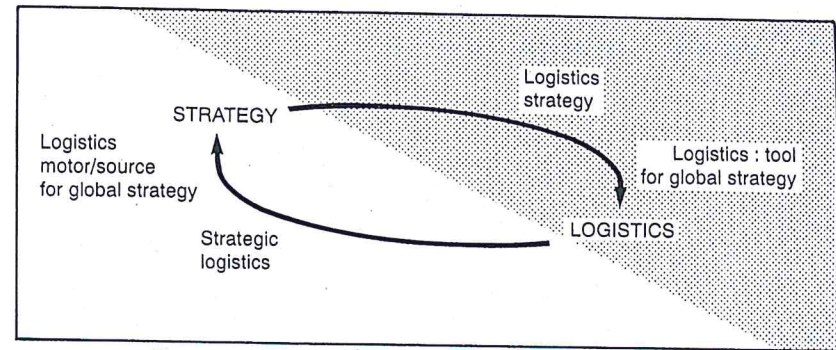 Logistics
strategy
STRATEGY
Logistics
motor/source
for global strategy
Logistics : tool
for global strategy
LOGISTICS
Strategic
logistics